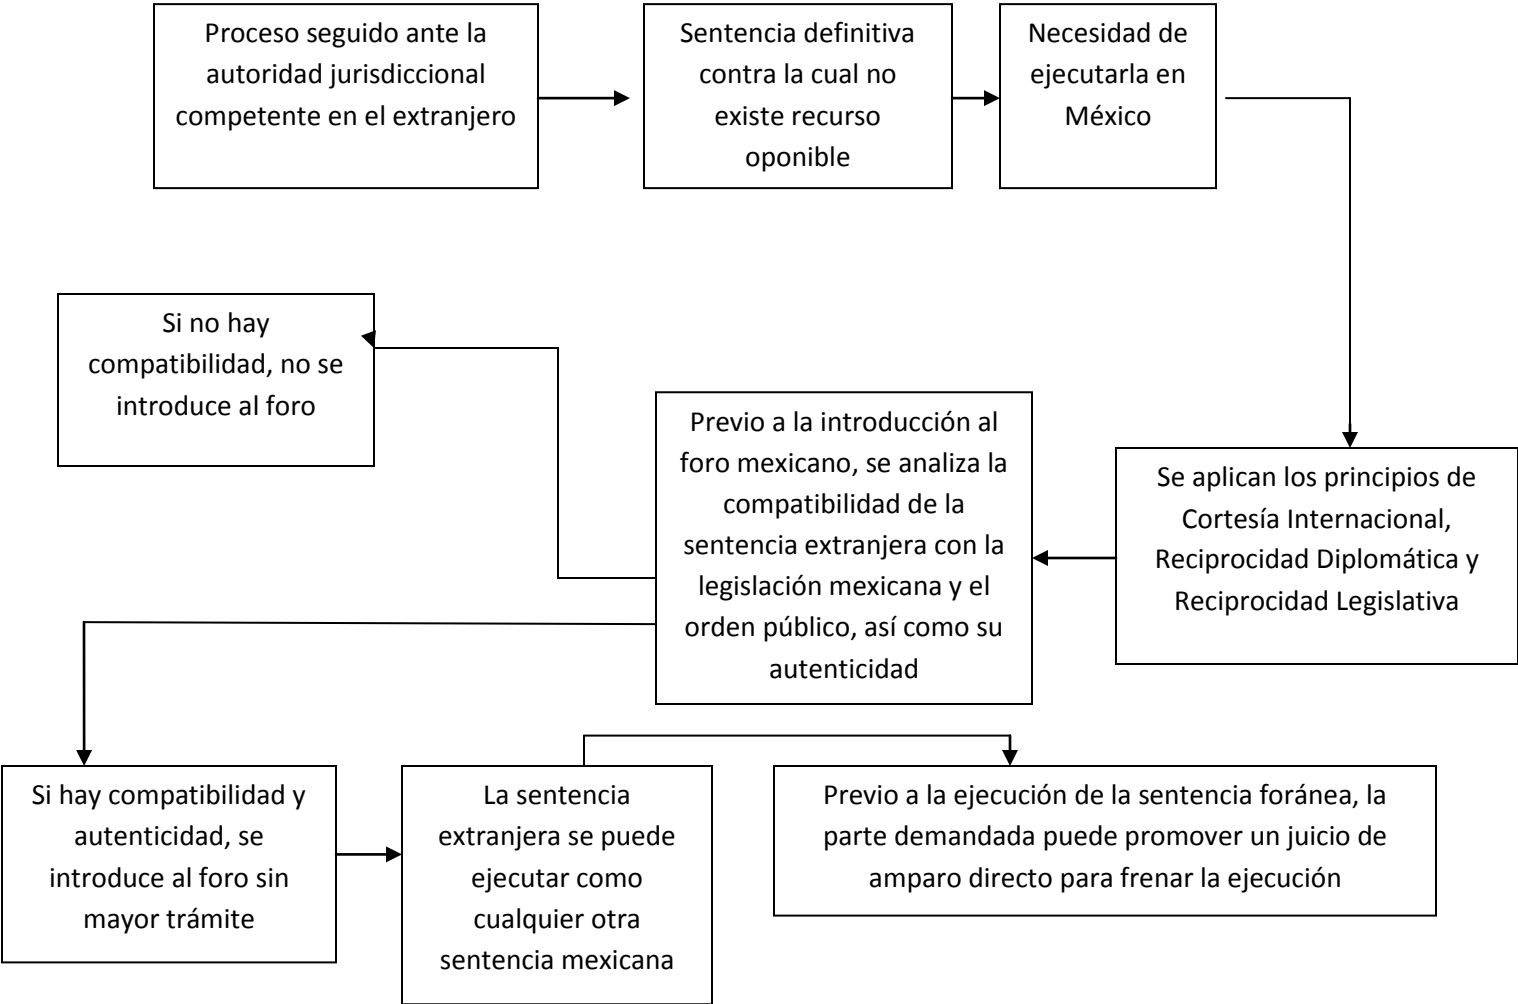 Proceso seguido ante la
autoridad jurisdiccional
competente en el extranjero
Sentencia definitiva
contra la cual no
existe recurso
oponible
Necesidad de
ejecutarla en
México
Si no hay
compatibilidad, no se
introduce al foro
Previo a la introducción al
foro mexicano, se analiza la
compatibilidad de la
sentencia extranjera con la
legislación mexicana y el
orden público, así como su
autenticidad
Se aplican los principios de
Cortesía Internacional,
Reciprocidad Diplomática y
Reciprocidad Legislativa
Si hay compatibilidad y
autenticidad, se
introduce al foro sin
mayor trámite
La sentencia
extranjera se puede
ejecutar como
cualquier otra
sentencia mexicana
Previo a la ejecución de la sentencia foránea, la
parte demandada puede promover un juicio de
amparo directo para frenar la ejecución